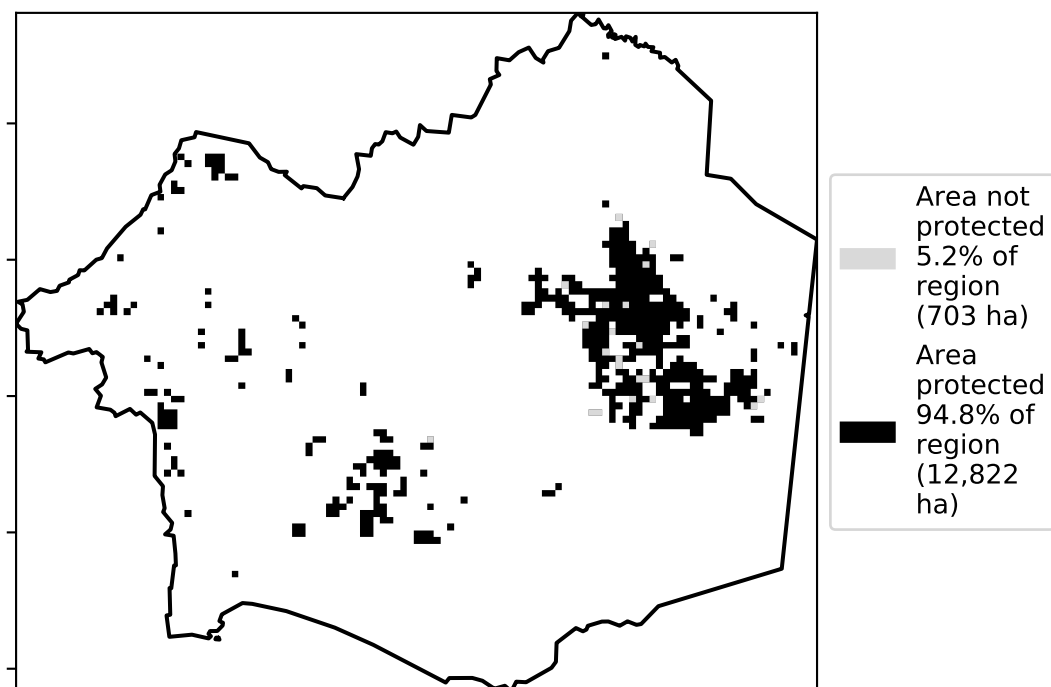 Area not
protected
5.2% of
region
(703 ha)
Area
protected
94.8% of
region
(12,822
ha)